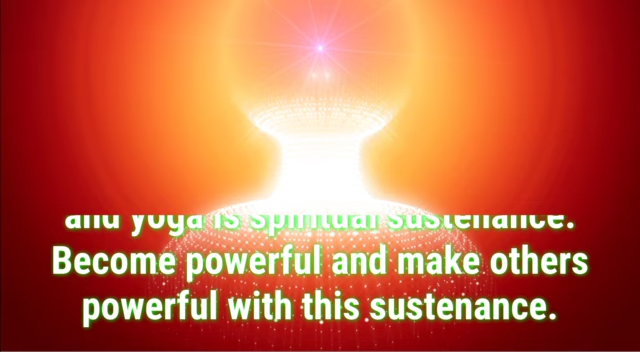 and yoga is spiritual sustenance.
Become powerful and make others
powerful with this sustenance.